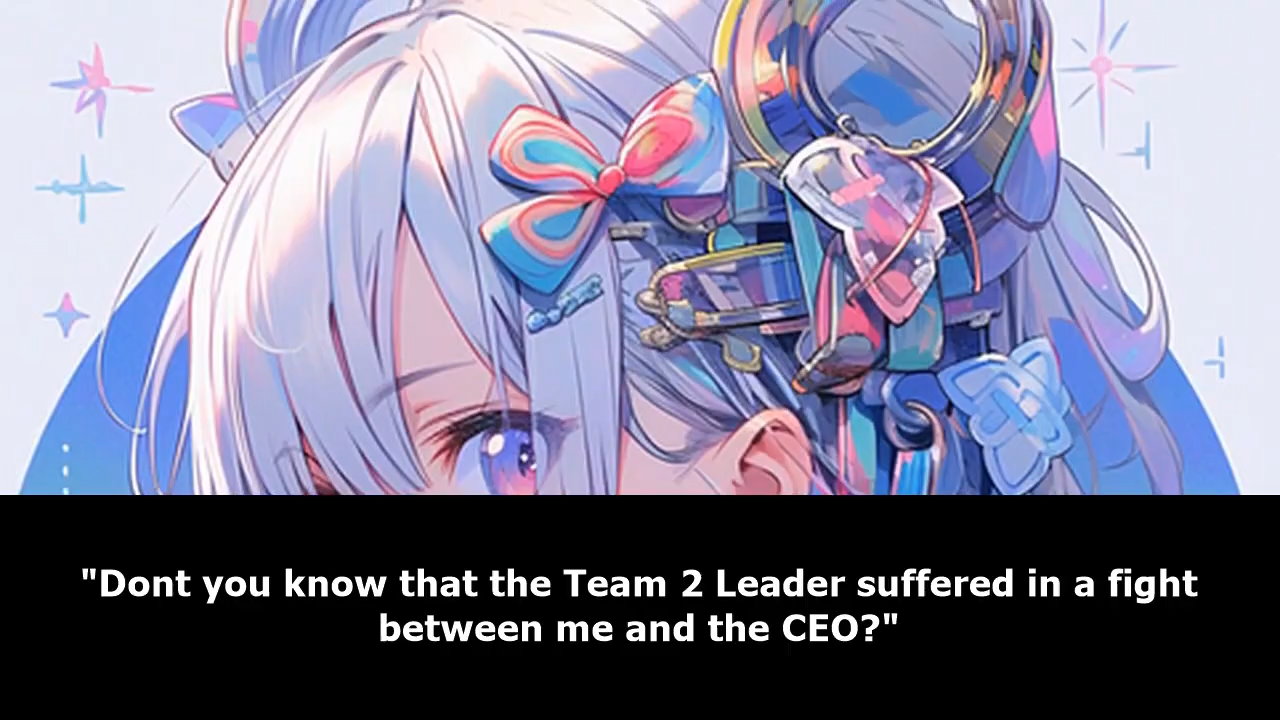 "Dont you know that the Team 2 Leader suffered in a fight
between me and the CEO?"